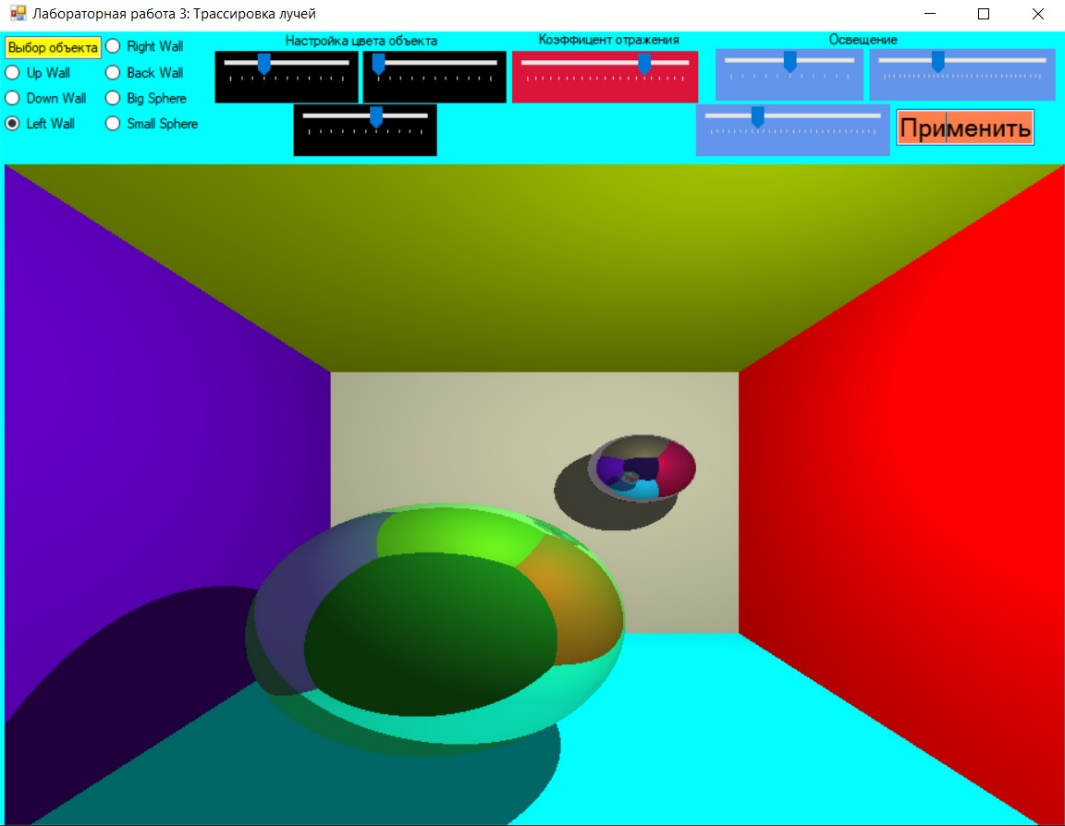 Лабораторная работа 3: Трассировка лучей
Выбор объекта
Right Wall
Up Wall
Back Wall
Down Wall
Big Sphere
Left Wall
Small Sphere
Настройка цвета объекта
Коэффицент отражения
Освещение
Применить